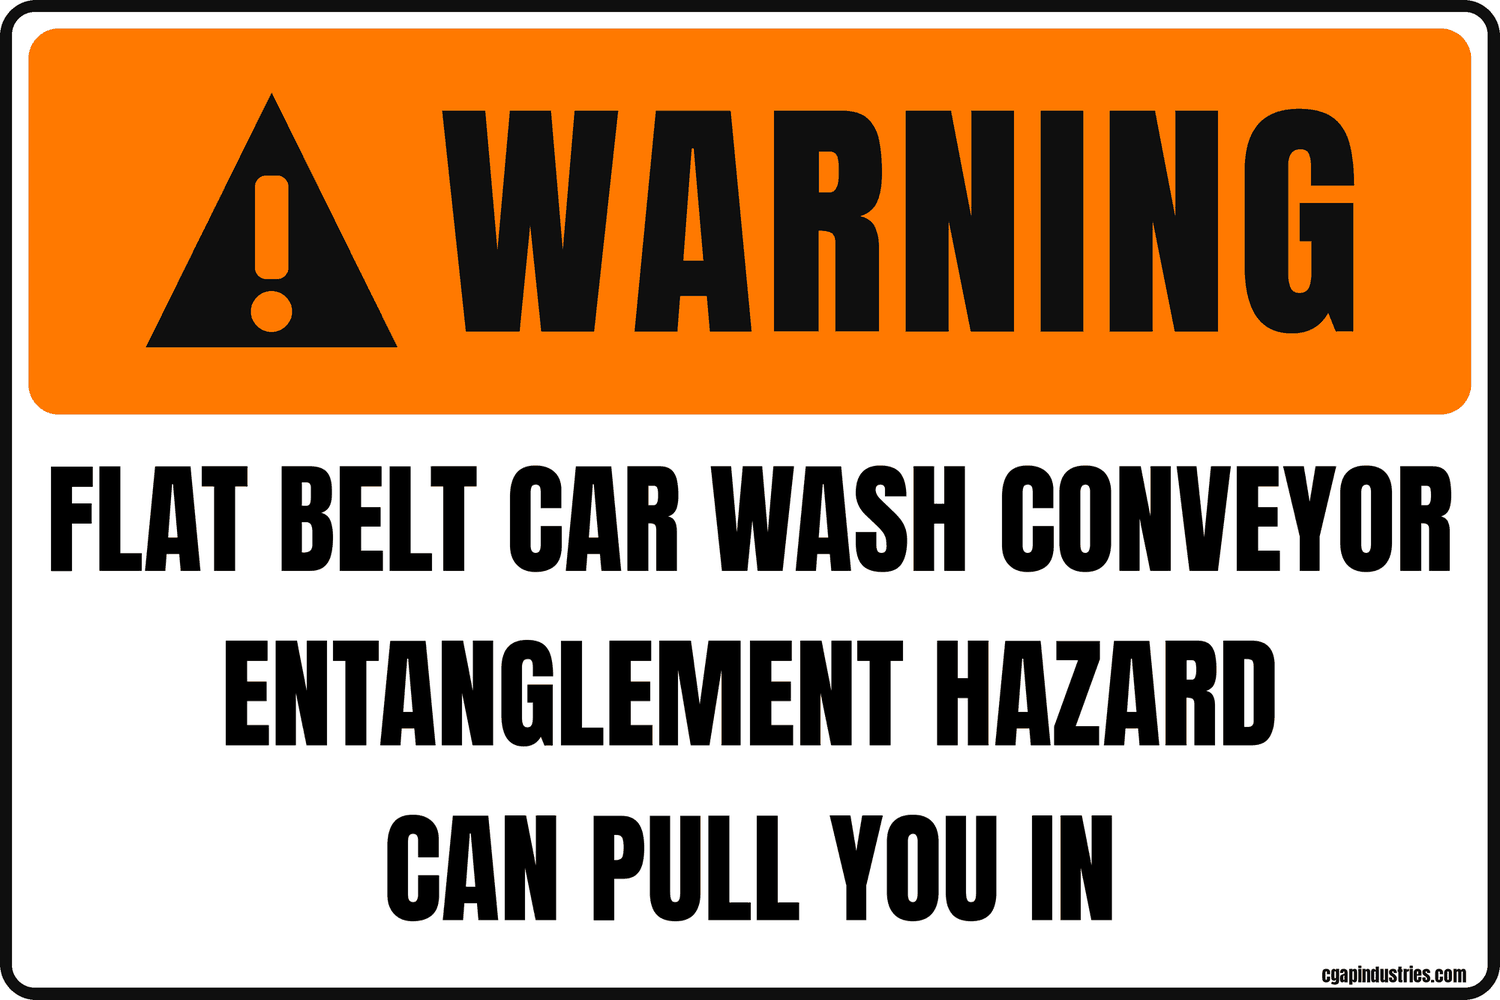 WARNING
FLAT BELT CAR WASH CONVEYOR
ENTANGLEMENT HAZARD
CAN PULL YOU IN
cgapindustries.com